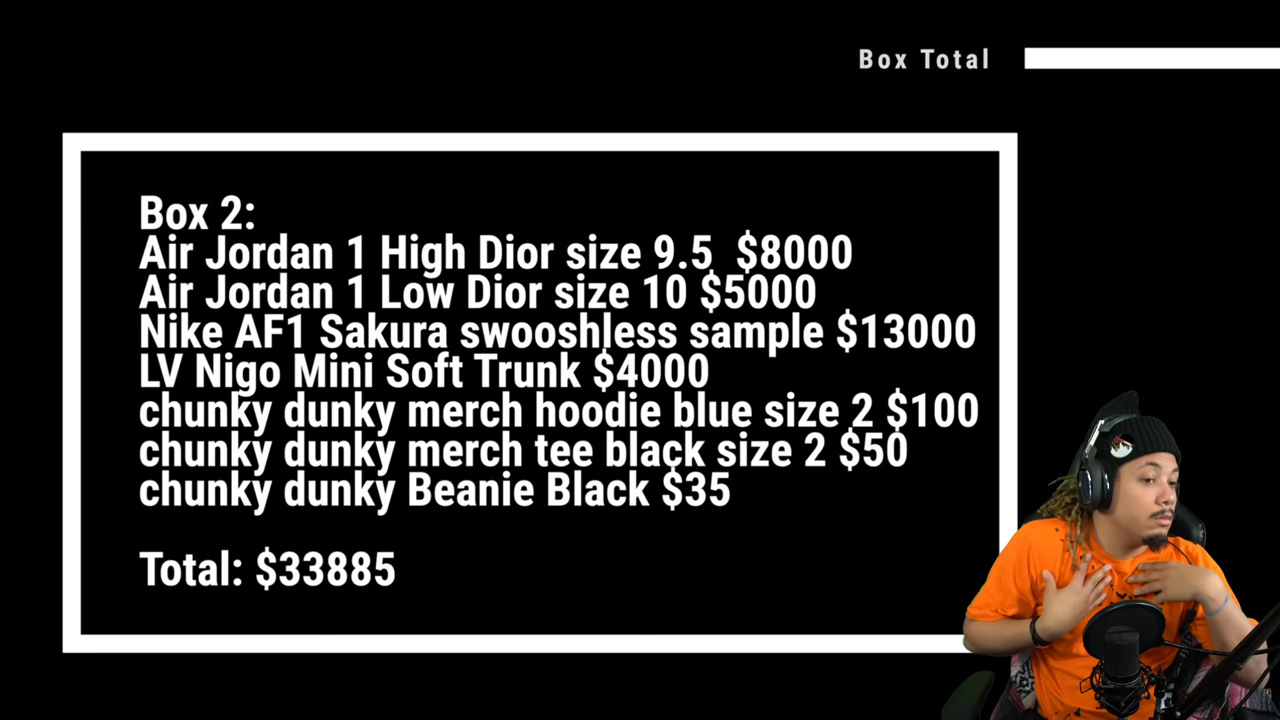 Box Total
Box 2:
Air Jordan 1 High Dior size 9.5  $8000
Air Jordan 1 Low Dior size 10 $5000
Nike AF1 Sakura swooshless sample $13000
LV Nigo Mini Soft Trunk $4000
chunky dunky merch hoodie blue size 2 $100
chunky dunky merch tee black size 2 $50
chunky dunky Beanie Black $35
Total: $33885